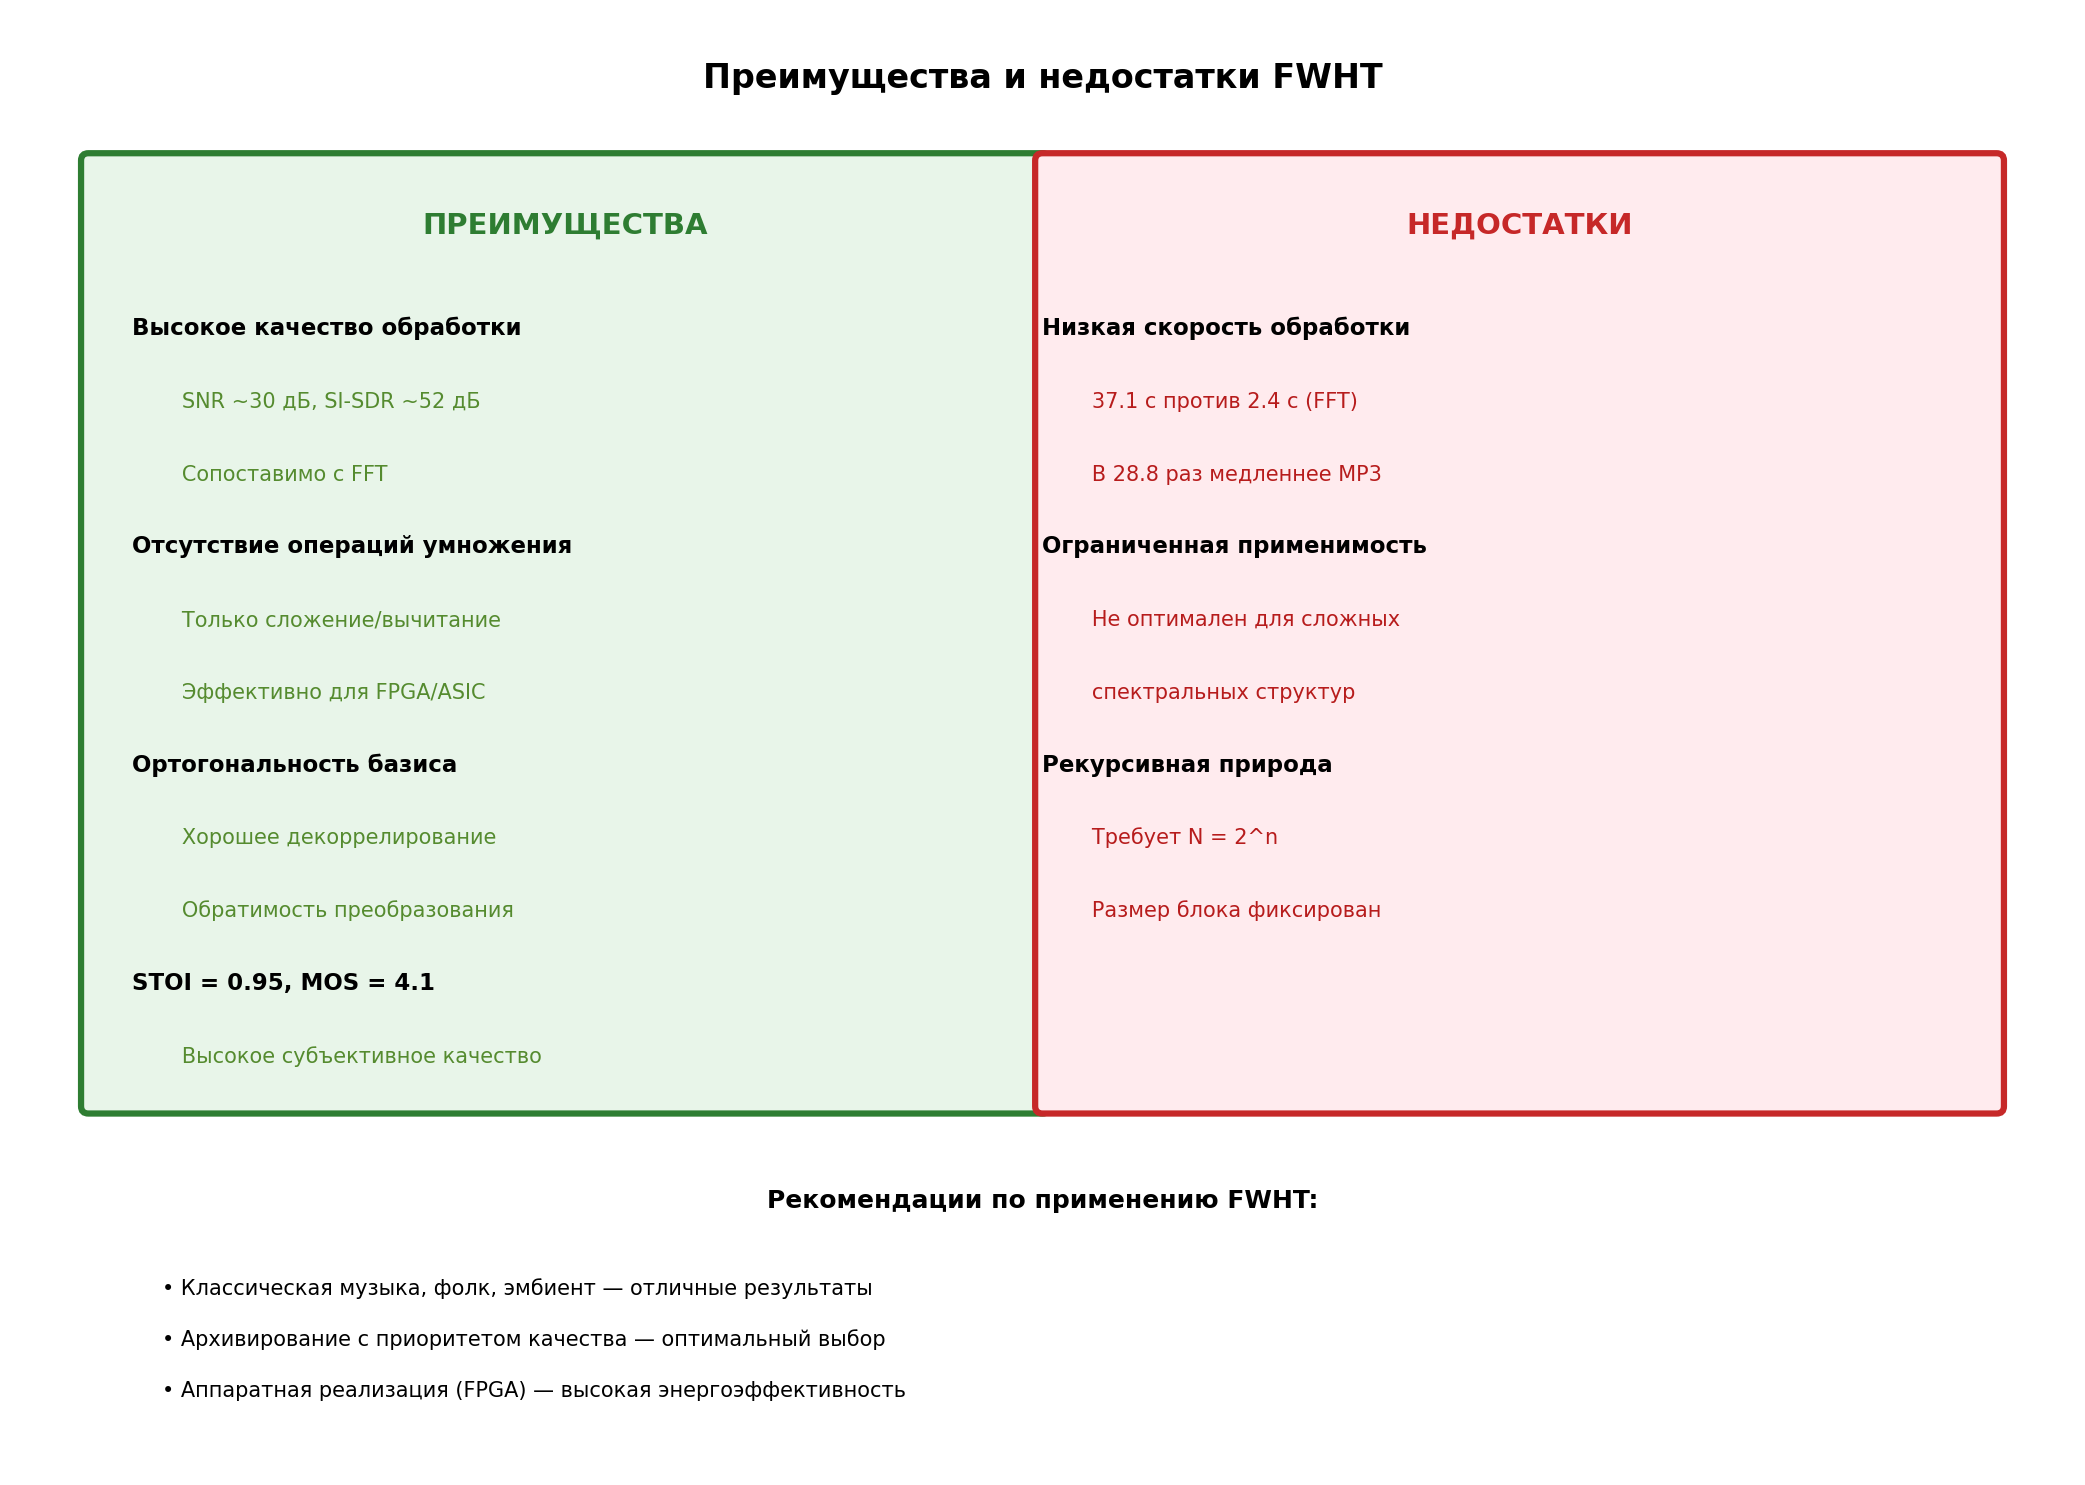 Преимущества и недостатки FWHT
ПРЕИМУЩЕСТВА
Высокое качество обработки
SNR ~30 дБ, SI-SDR ~52 дБ
Сопоставимо с FFT
Отсутствие операций умножения
Только сложение/вычитание
Эффективно для FPGA/ASIC
Ортогональность базиса
Хорошее декоррелирование
Обратимость преобразования
STOI = 0.95, MOS = 4.1
Высокое субъективное качество
НЕДОСТАТКИ
Низкая скорость обработки
37.1 с против 2.4 с (FFT)
В 28.8 раз медленнее MP3
Ограниченная применимость
Не оптимален для сложных
спектральных структур
Рекурсивная природа
Требует N = 2^n
Размер блока фиксирован
Рекомендации по применению FWHT:
• Классическая музыка, фолк, эмбиент — отличные результаты
• Архивирование с приоритетом качества — оптимальный выбор
• Аппаратная реализация (FPGA) — высокая энергоэффективность